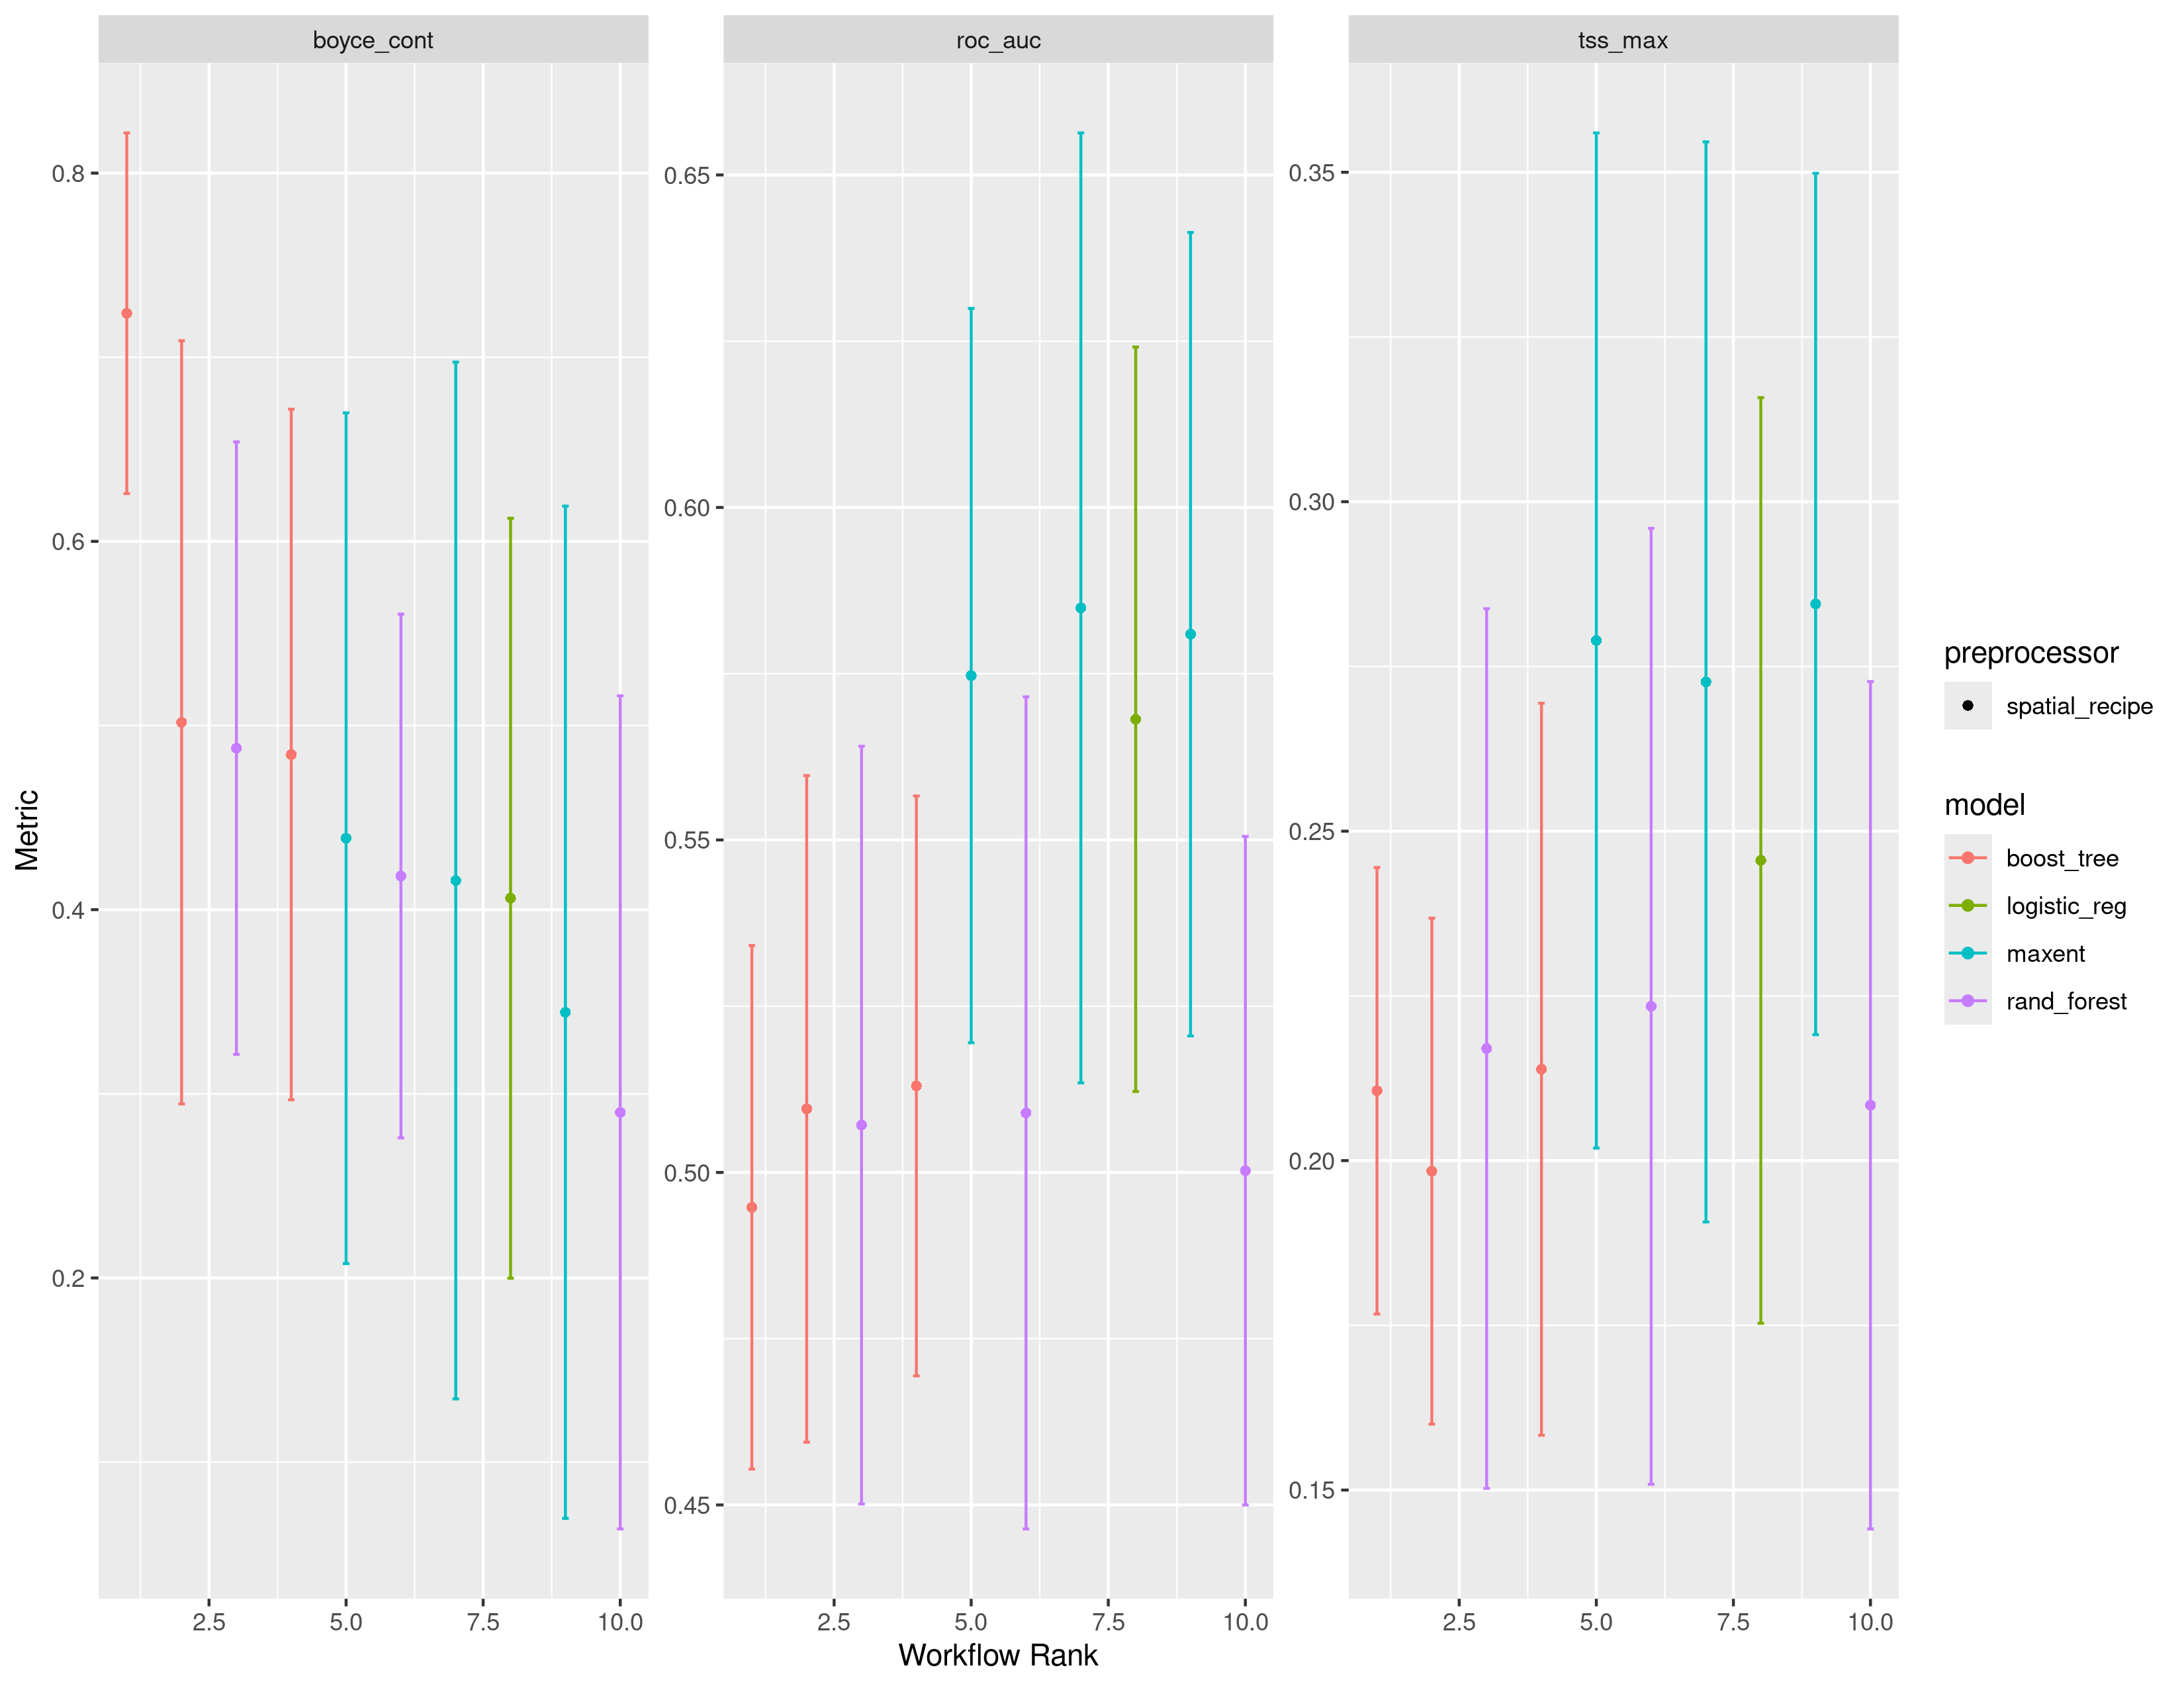 boyce_cont
roc_auc
tss_max
0.8
0.6
0.4
0.2
0.65
0.60
0.55
0.50
0.45
0.35
0.30
0.25
0.20
0.15
Metric
2.5 5.0 7.5 10.0
2.5 5.0 7.5 10.0
2.5 5.0 7.5 10.0
Workflow Rank
preprocessor
spatial_recipe
model
boost_tree
logistic_reg
maxent
rand_forest